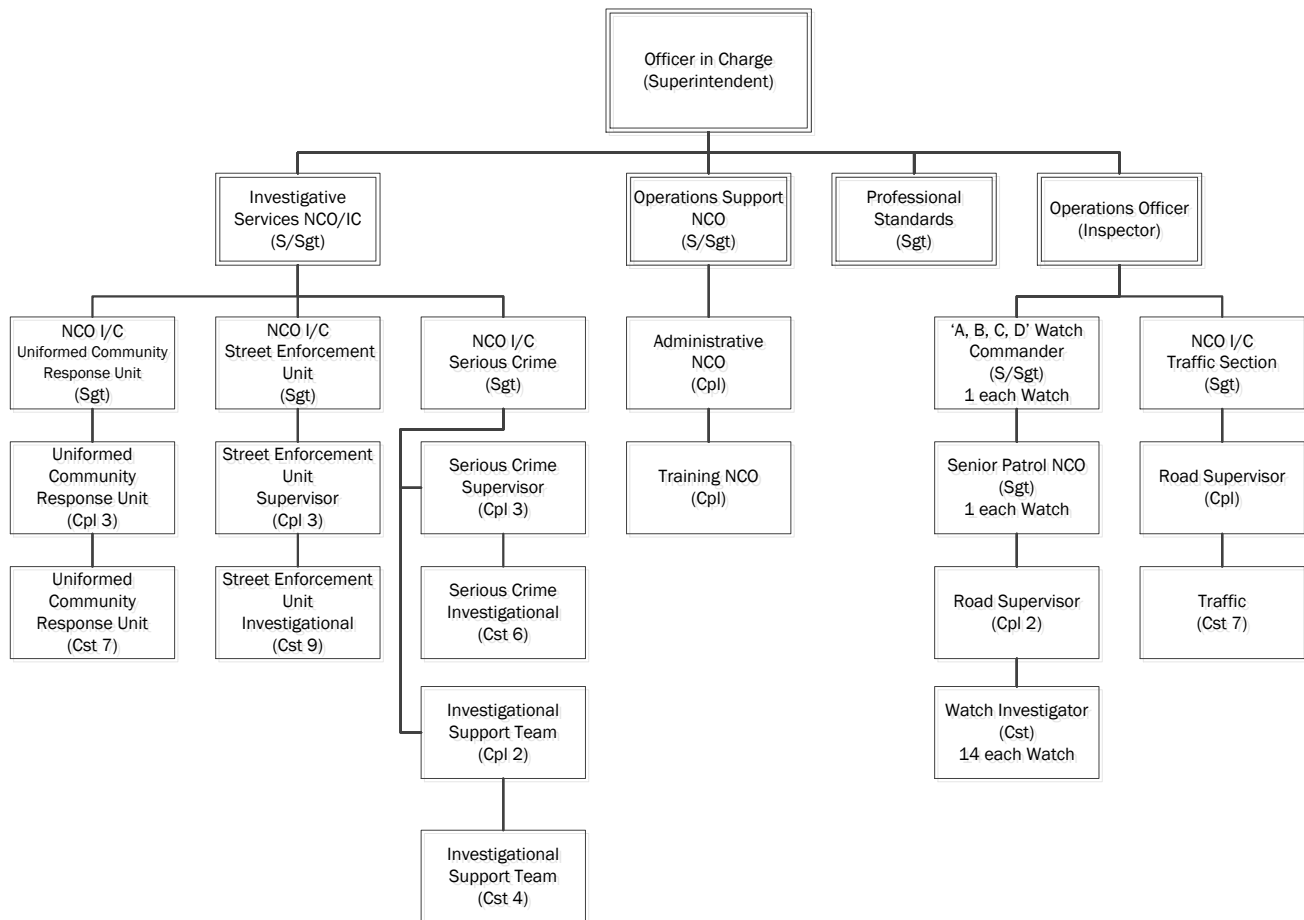 Officer in Charge
(Superintendent)
Investigative
Services NCO/IC
(S/Sgt)
Operations Support
NCO
(S/Sgt)
Professional
Standards
(Sgt)
Operations Officer
(Inspector)
NCO I/C
Uniformed Community
Response Unit
(Sgt)
NCO I/C
Street Enforcement
Unit
(Sgt)
NCO I/C
Serious Crime
(Sgt)
Administrative
NCO
(Cpl)
‘A, B, C, D’ Watch
Commander
(S/Sgt)
1 each Watch
NCO I/C
Traffic Section
(Sgt)
Uniformed
Community
Response Unit
(Cpl 3)
Street Enforcement
Unit
Supervisor
(Cpl 3)
Serious Crime
Supervisor
(Cpl 3)
Training NCO
(Cpl)
Senior Patrol NCO
(Sgt)
1 each Watch
Road Supervisor
(Cpl)
Uniformed
Community
Response Unit
(Cst 7)
Street Enforcement
Unit
Investigational
(Cst 9)
Serious Crime
Investigational
(Cst 6)
Road Supervisor
(Cpl 2)
Traffic
(Cst 7)
Investigational
Support Team
(Cpl 2)
Watch Investigator
(Cst)
14 each Watch
Investigational
Support Team
(Cst 4)